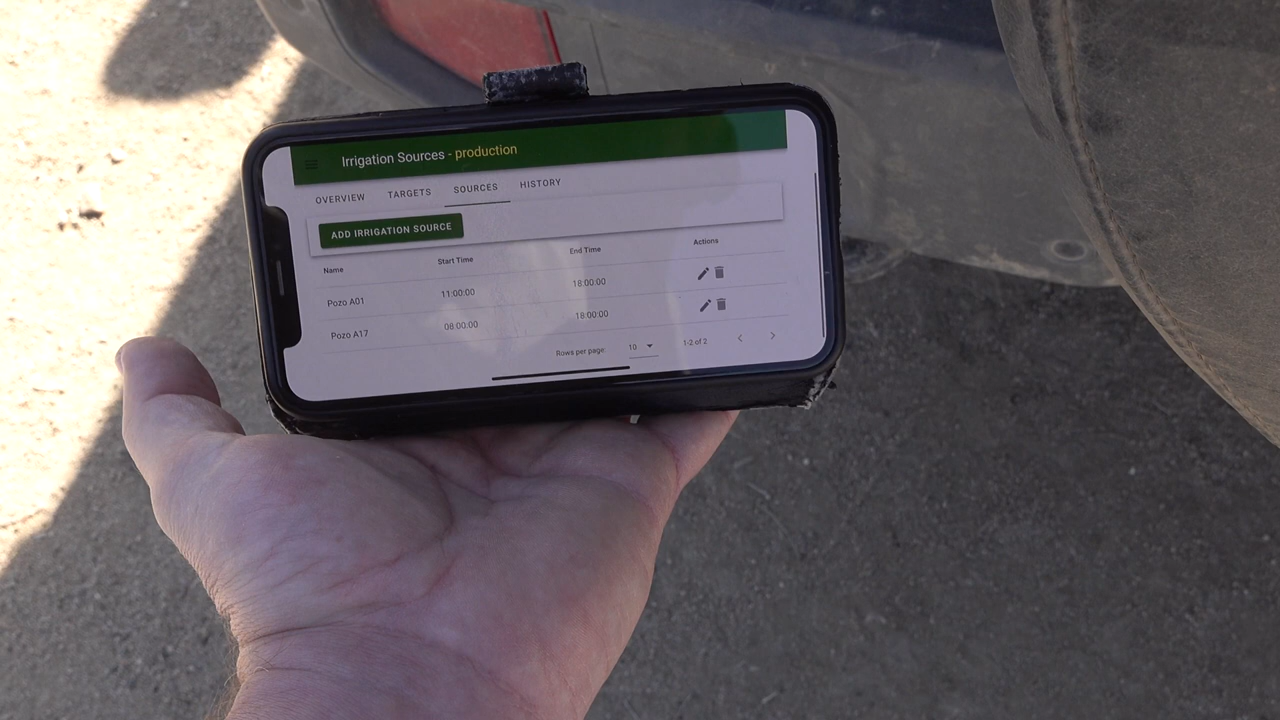 Irrigation Sources - production
OVERVIEW TARGETS SOURCES HISTORY
ADD IRRIGATION SOURCE
Name Start Time End Time Actions
Pozo A01 11:00:00 18:00:00
Pozo A17 08:00:00 18:00:00
Rows per page: 10 1-2 of 2